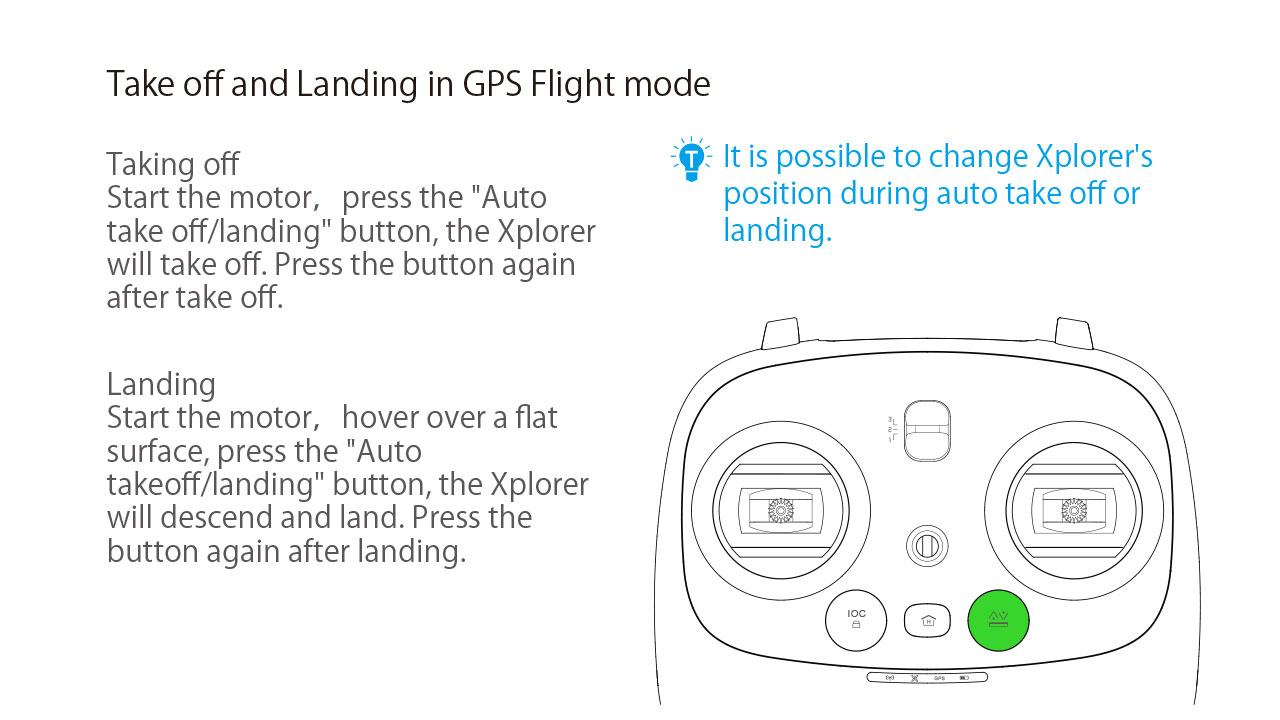 Take off and Landing in GPS Flight mode
Taking off
Start the motor， press the "Auto
take off/landing" button, the Xplorer
will take off. Press the button again
after take off.
Landing
Start the motor， hover over a flat
surface, press the "Auto
takeoff/landing" button, the Xplorer
will descend and land. Press the
button again after landing.
T
It is possible to change Xplorer's
position during auto take off or
landing.
3
2
1
IOC
H
GPS